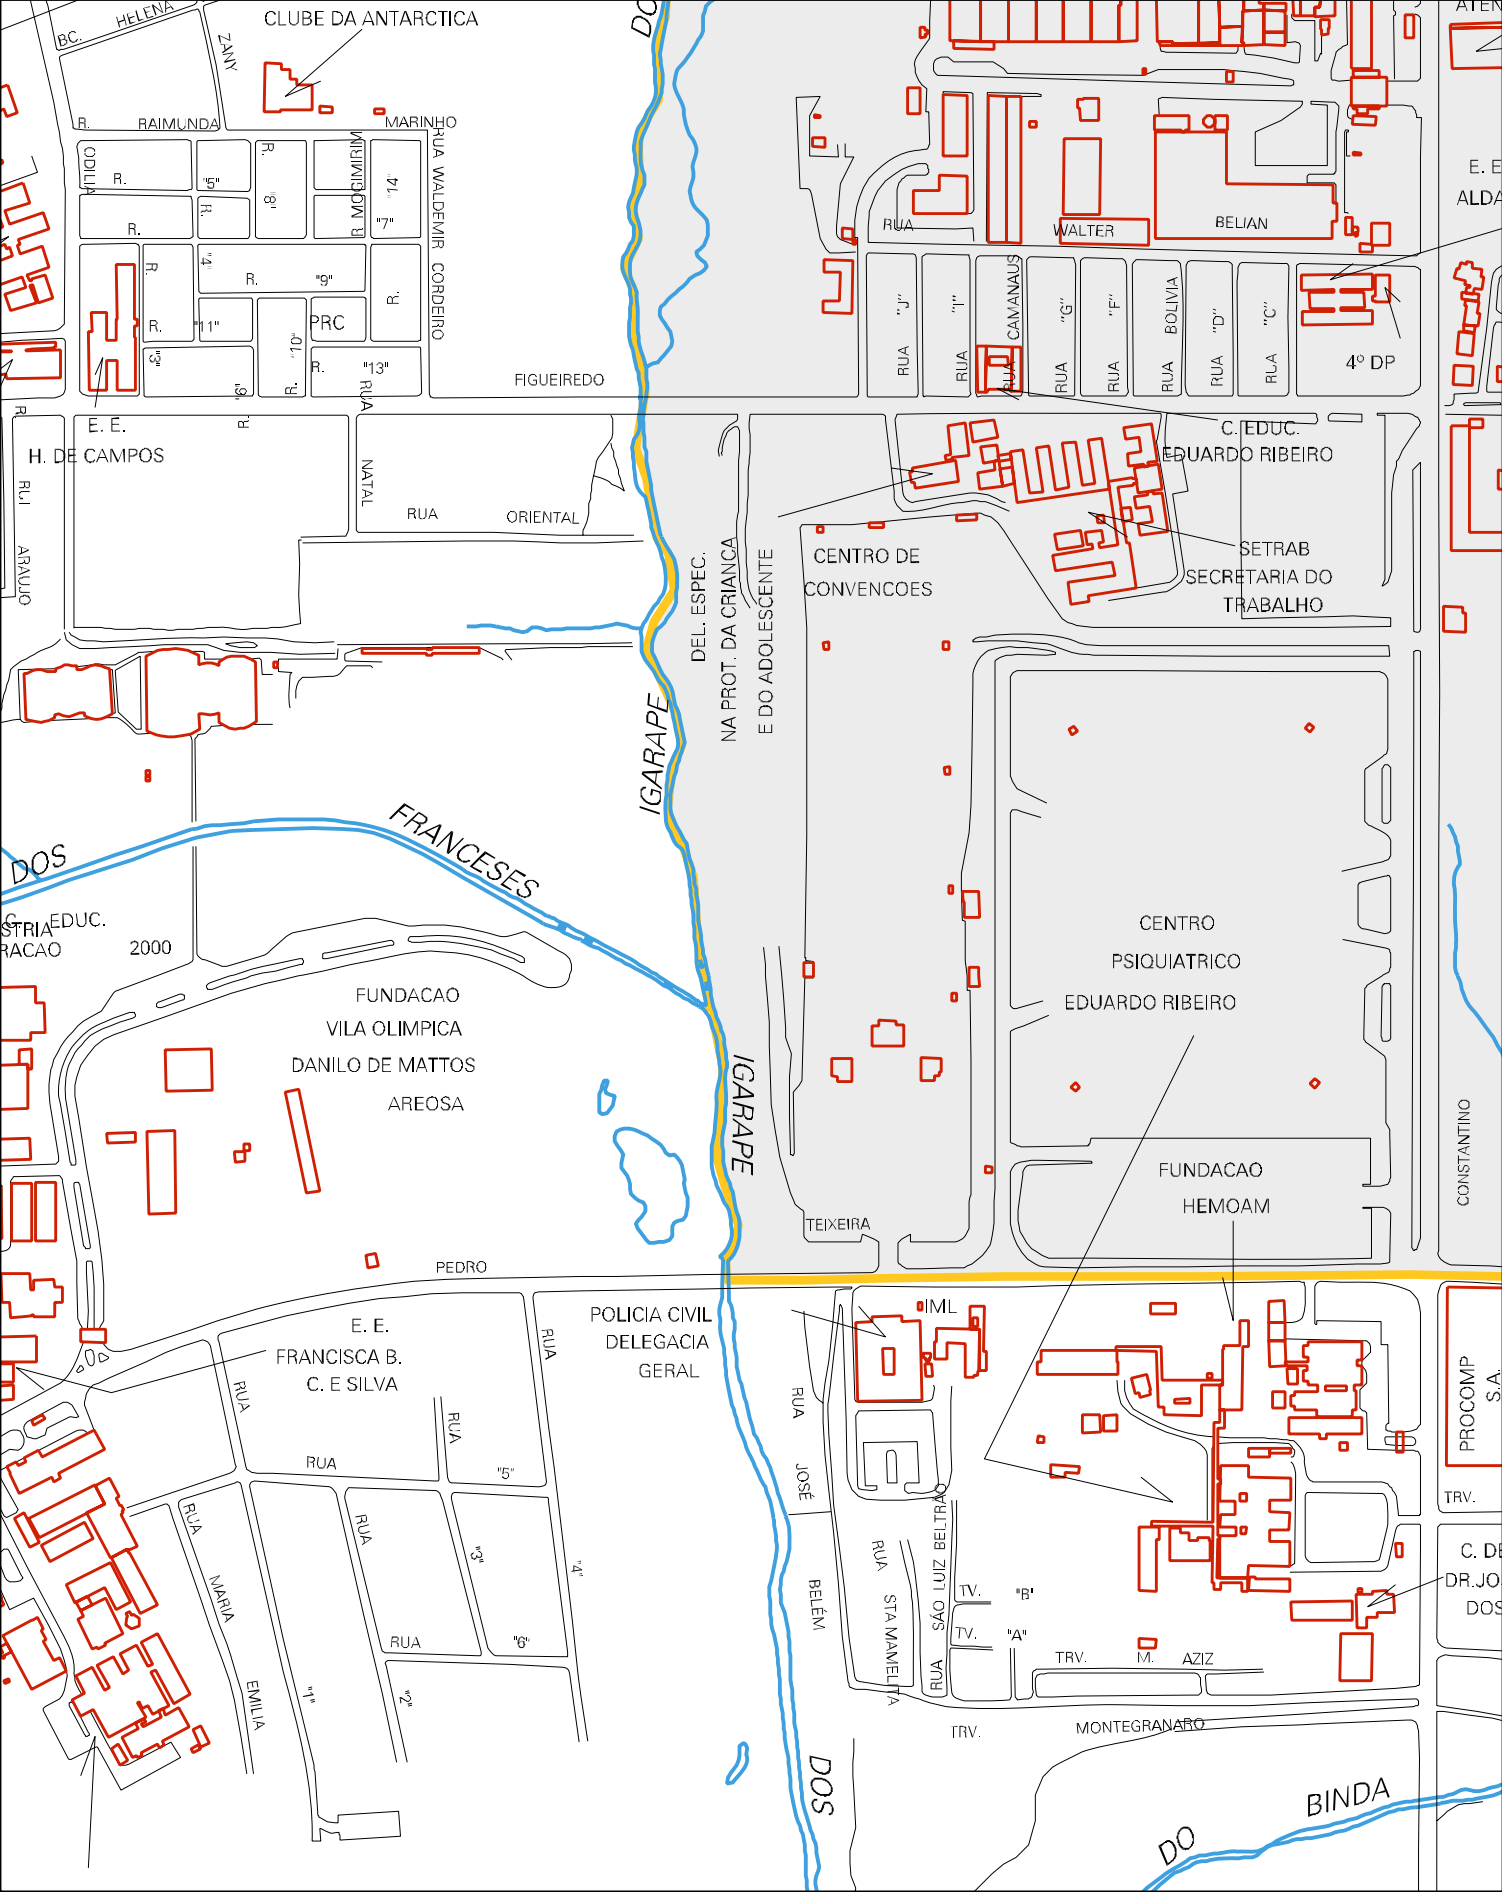 HELENA
BC.
ZANY
CLUBE DA ANTARCTICA
DO
R.
RAIMUNDA
MARINHO
ODILIA
R.
"5"
R.
"8"
R MOGIMIRIM
"14"
"7"
RUA WALDEMIR CORDEIRO
R.
R.
R.
"4"
R.
"9"
R.
R.
"11"
"10"
PRC
R.
"3"
"9"
R.
R.
"13"
RUA
NATAL
FIGUEIREDO
E. E.
H. DE CAMPOS
R.
RUI
ARAUJO
RUA
ORIENTAL
RUA
WALTER
BELIAN
E. E
ALDA
RUA "J"
RUA "I"
RUA CAMANAUS
RUA "G"
RUA "F"
RUA BOLIVIA
RUA "D"
RUA "C"
4º DP
C. EDUC.
EDUARDO RIBEIRO
SETRAB
SECRETARIA DO
TRABALHO
CENTRO DE
CONVENCOES
DEL. ESPEC.
NA PROT. DA CRIANCA
E DO ADOLESCENTE
IGARAPE
DOS
FRANCESES
C. EDUC.
STRIA
RACAO
2000
FUNDACAO
VILA OLIMPICA
DANILO DE MATTOS
AREOSA
IGARAPE
CENTRO
PSIQUIATRICO
EDUARDO RIBEIRO
CONSTANTINO
FUNDACAO
HEMOAM
TEIXEIRA
PEDRO
E. E.
FRANCISCA B.
C. E SILVA
POLICIA CIVIL
DELEGACIA
GERAL
IML
RUA
RUA
RUA
RUA
"5"
RUA
RUA
"3"
"4"
MARIA
EMILIA
RUA
"6"
"1"
"2"
RUA
JOSÉ
BELÉM
RUA
STA MAMELITA
RUA SÁO LUIZ BELTRÁO
TV.
"B"
TV.
"A"
TRV.
M.
AZIZ
TRV.
MONTEGRANARO
PROCOMP
S.A.
TRV.
C. DE
DR.JO
DOS
DOS
DO
BINDA
ATEN